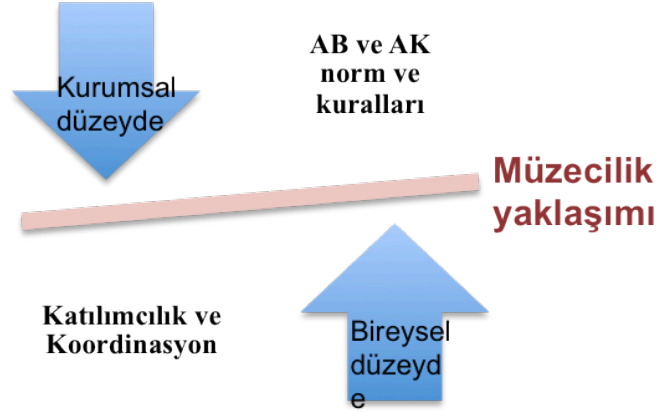 Kurumsal
düzeyde
AB ve AK
norm ve
kuralları
Müzecilik
yaklaşımı
Katılımcılık ve
Koordinasyon
Bireysel
düzeyd
e